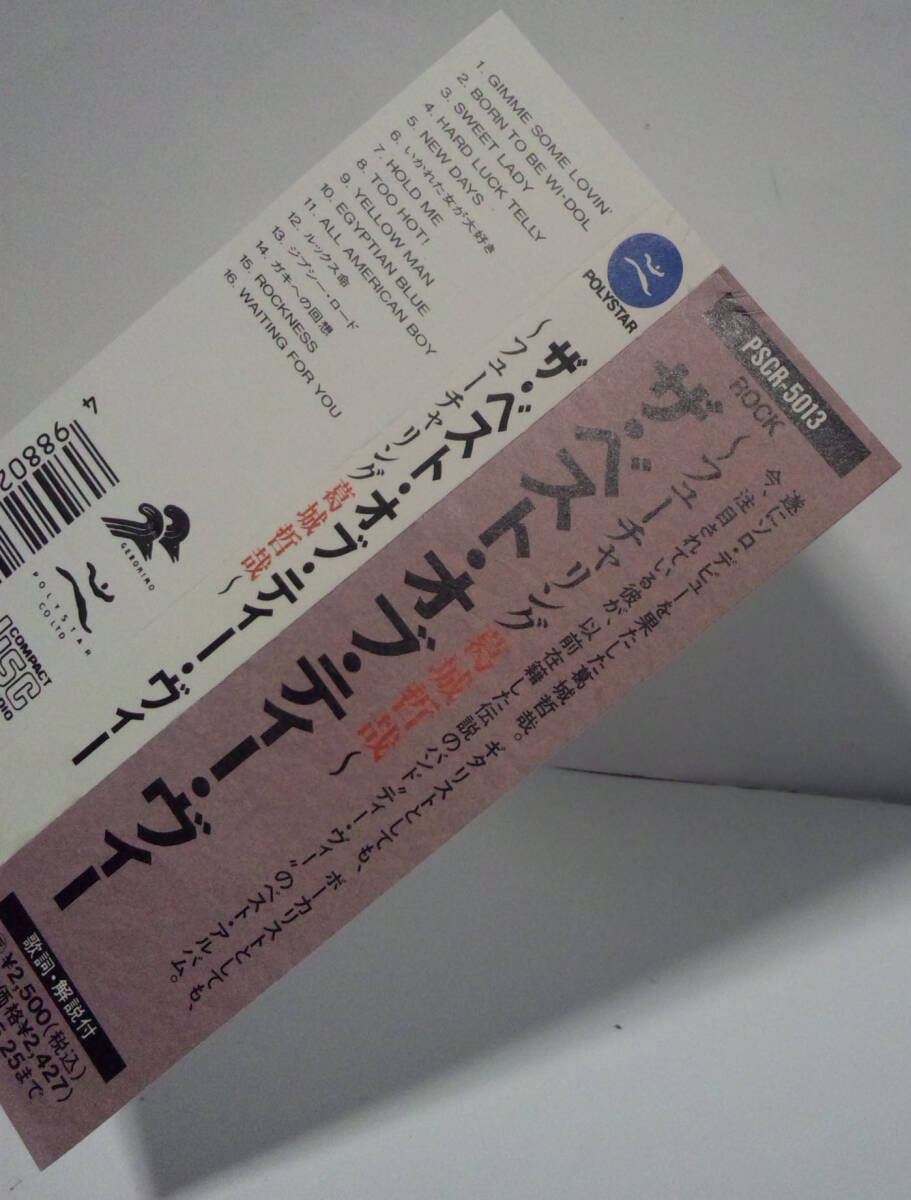 1. GIMME SOME LOVIN'
2. BORN TO BE WI-DOL
3. SWEET LADY
4. HARD LUCK TELLY
5. NEW DAYS
6. いかれた女が大好き
7. HOLD ME
8. TOO HOT!
9. YELLOW MAN
10. EGYPTIAN BLUE
11. ALL AMERICAN BOY
12. ルックス命
13. ジプシー・ロード
14. ガキへの回想
15. ROCKNESS
16. WAITING FOR YOU
4 98802
GERONIMO
POLYSTAR CO.LTD
COMPACT
DISC
POLYSTAR
ザ・ベスト・オブ・ティー・ヴィー
〜フューチャリング葛城哲哉〜
PSCR-5013
ROCK
ザ・ベスト・オブ・ティー・ヴィー
〜フューチャリング葛城哲哉〜
遂にソロ・デビューを果たした葛城哲哉。ギタリストとしても、ボーカリストとしても、
今、注目されている彼が、以前在籍した伝説のバンド“ティー・ヴィー”のベスト・アルバム。
歌詞・解説付
¥2,500(税込)
価格¥2,427)
5.25まで